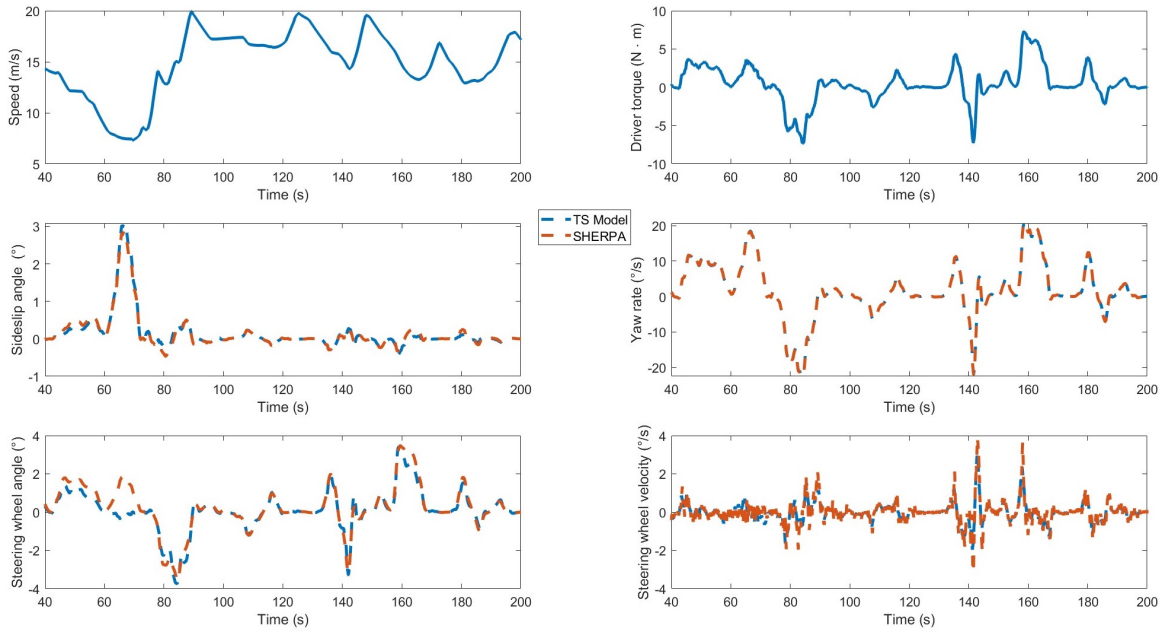 20
15
10
5
Speed (m/s)
40 60 80 100 120 140 160 180 200
Time (s)
10
5
0
-5
-10
Driver torque (N · m)
40 60 80 100 120 140 160 180 200
Time (s)
TS Model
SHERPA
3
2
1
0
-1
Sideslip angle (°)
40 60 80 100 120 140 160 180 200
Time (s)
20
10
0
-10
-20
Yaw rate (°/s)
40 60 80 100 120 140 160 180 200
Time (s)
4
2
0
-2
-4
Steering wheel angle (°)
40 60 80 100 120 140 160 180 200
Time (s)
4
2
0
-2
-4
Steering wheel velocity (°/s)
40 60 80 100 120 140 160 180 200
Time (s)